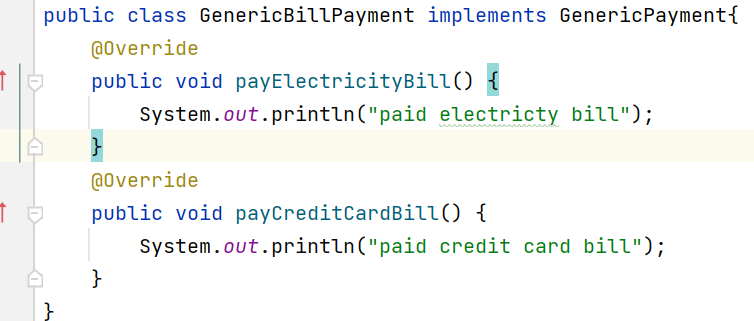 public class GenericBillPayment implements GenericPayment{
    @Override
    public void payElectricityBill() {
        System.out.println("paid electricty bill");
    }
    @Override
    public void payCreditCardBill() {
        System.out.println("paid credit card bill");
    }
}